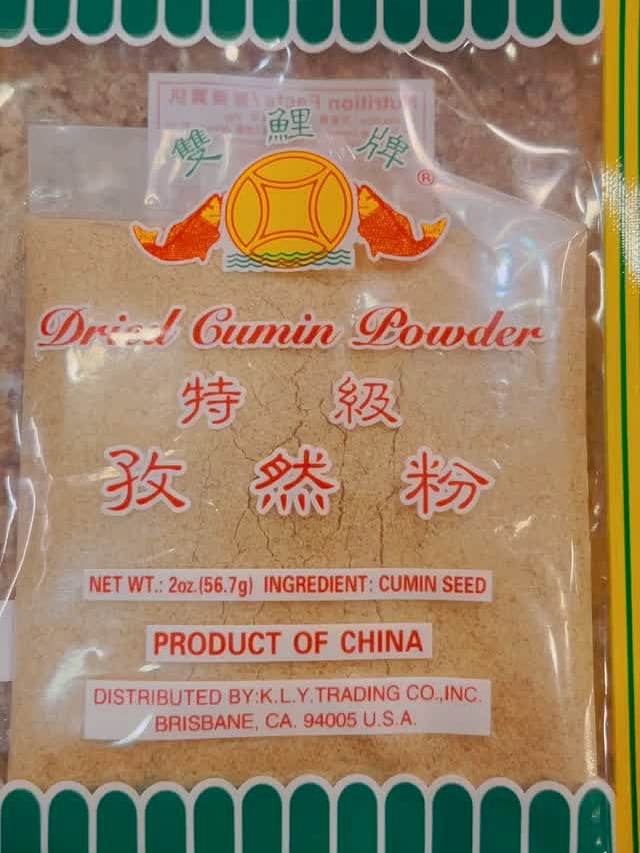 雙鯉牌®
Dried Cumin Powder
特級
孜然粉
NET WT.: 2oz.(56.7g) INGREDIENT: CUMIN SEED
PRODUCT OF CHINA
DISTRIBUTED BY:K.L.Y.TRADING CO.,INC.
BRISBANE, CA. 94005 U.S.A.